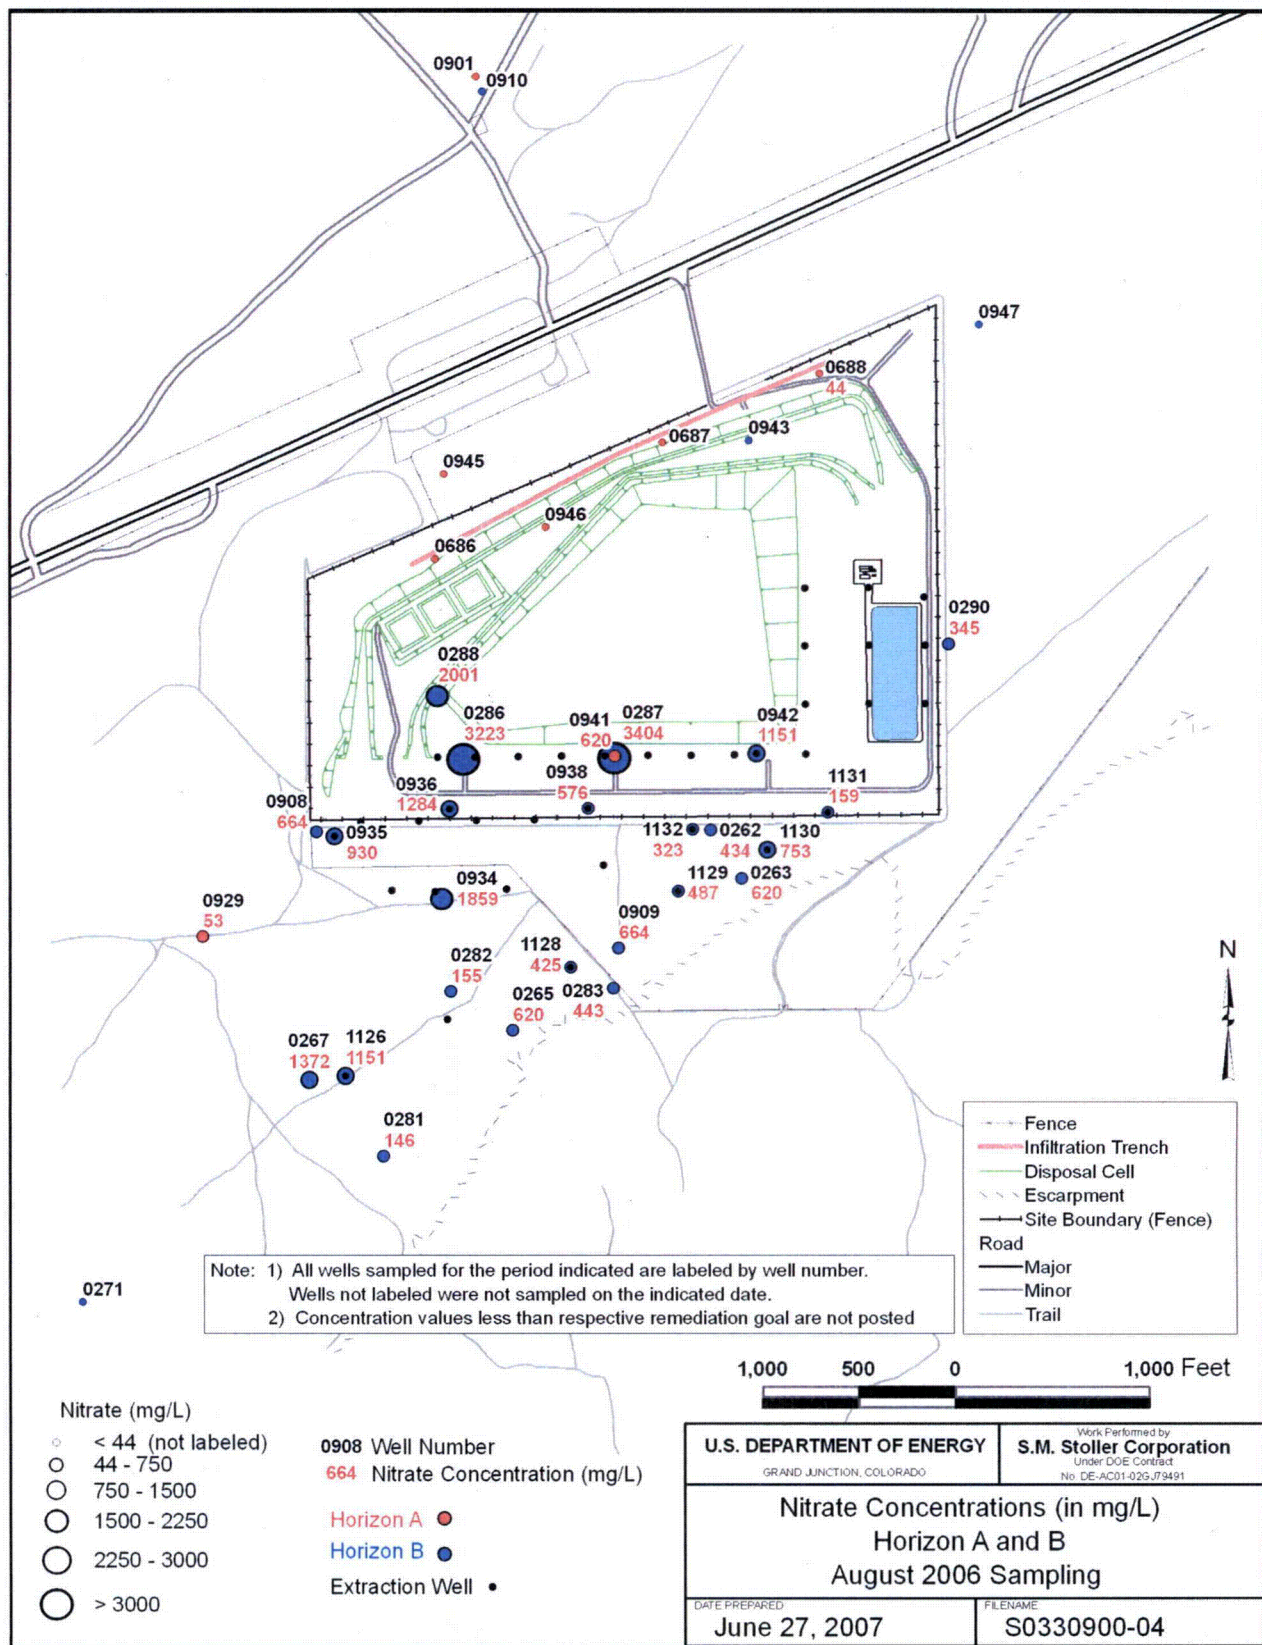 0901
0910
0947
0688
44
0943
0687
0945
0946
0686
0290
345
0288
2001
0286
3223
0941
620
0287
3404
0942
1151
0938
576
0936
1284
1131
159
0908
664
0935
930
1132
323
0262
434
1130
753
1129
487
0263
620
0934
1859
0929
53
0909
664
1128
425
0282
155
0265
620
0283
443
0267
1372
1126
1151
0281
146
0271
N
Fence
Infiltration Trench
Disposal Cell
Escarpment
Site Boundary (Fence)
Road
Major
Minor
Trail
Note: 1) All wells sampled for the period indicated are labeled by well number.
Wells not labeled were not sampled on the indicated date.
2) Concentration values less than respective remediation goal are not posted
1,000 500 0 1,000 Feet
Nitrate (mg/L)
< 44 (not labeled)
44 - 750
750 - 1500
1500 - 2250
2250 - 3000
> 3000
0908 Well Number
664 Nitrate Concentration (mg/L)
Horizon A
Horizon B
Extraction Well
U.S. DEPARTMENT OF ENERGY
GRAND JUNCTION, COLORADO
Work Performed by
S.M. Stoller Corporation
Under DOE Contract
No. DE-AC01-02GJ79491
Nitrate Concentrations (in mg/L)
Horizon A and B
August 2006 Sampling
DATE PREPARED
June 27, 2007
FILENAME
S0330900-04